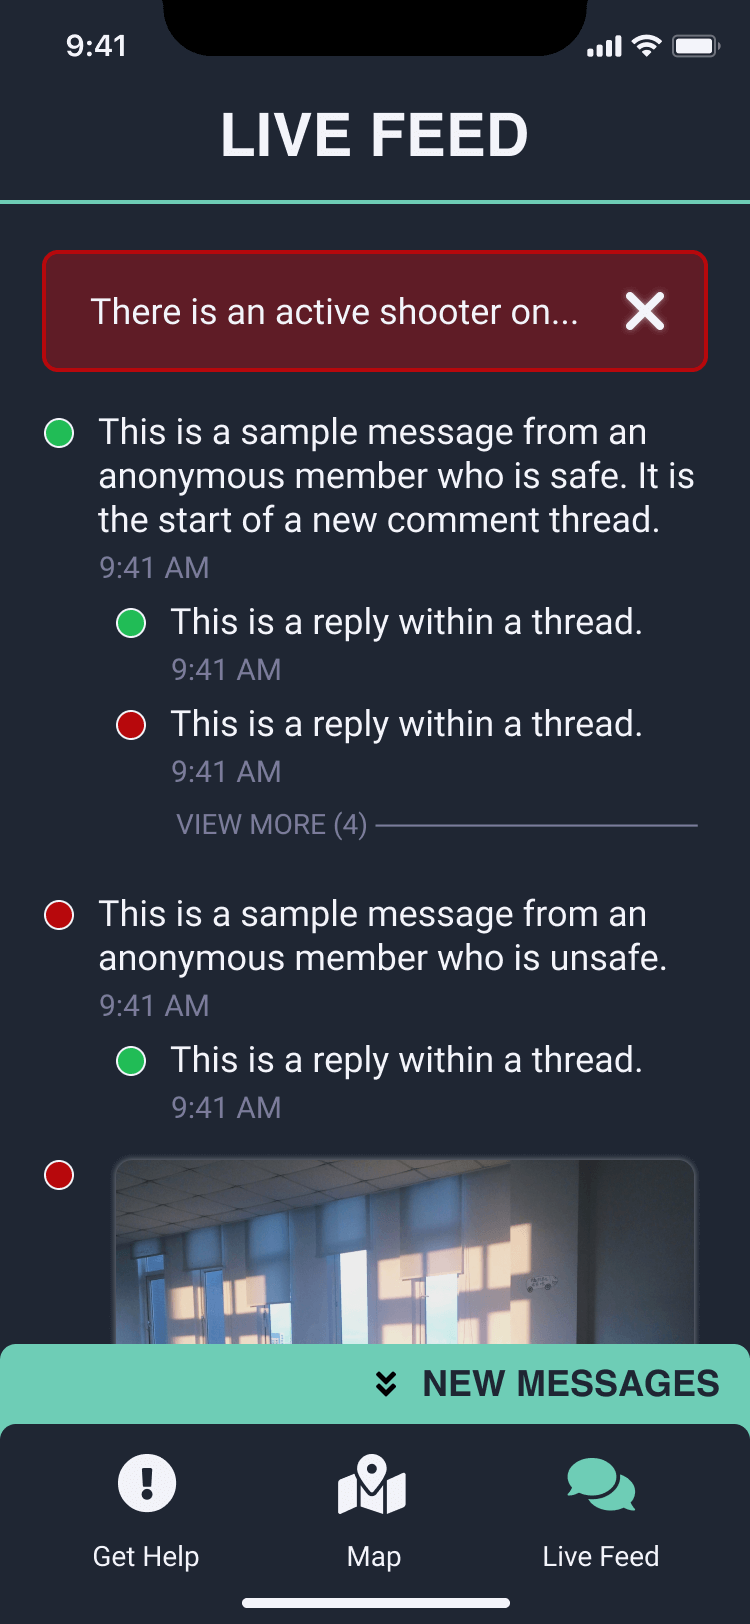 9:41
LIVE FEED
There is an active shooter on...
This is a sample message from an
anonymous member who is safe. It is
the start of a new comment thread.
9:41 AM
This is a reply within a thread.
9:41 AM
This is a reply within a thread.
9:41 AM
VIEW MORE (4)
This is a sample message from an
anonymous member who is unsafe.
9:41 AM
This is a reply within a thread.
9:41 AM
NEW MESSAGES
Get Help
Map
Live Feed